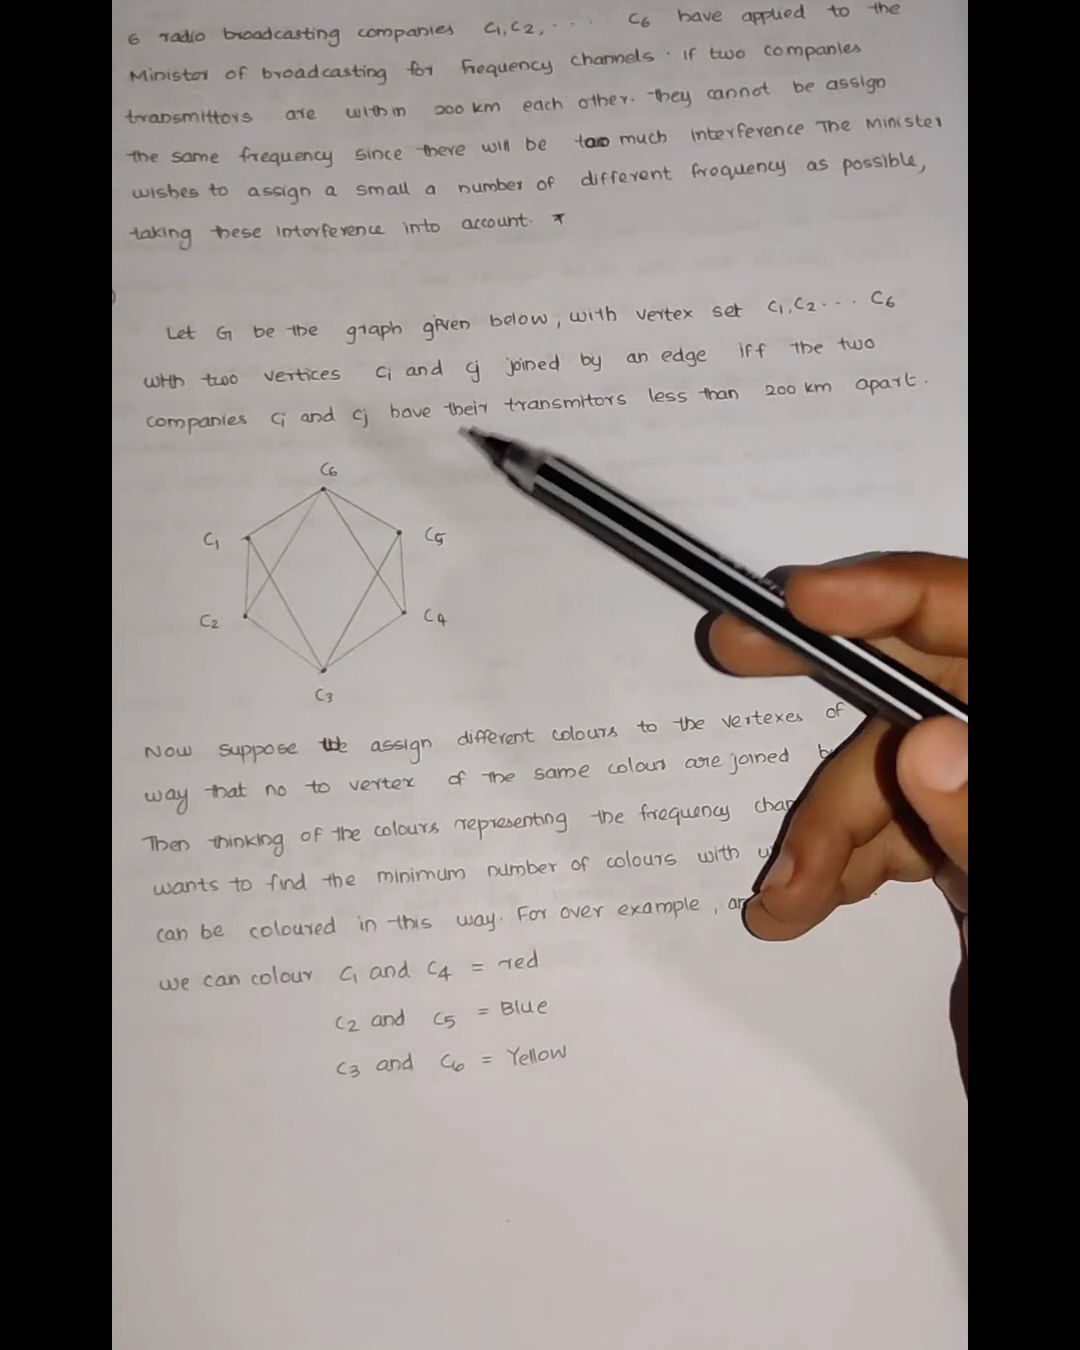 6 radio broadcasting companies C1, C2, ..... C6 have applied to the
Minister of broadcasting for frequency channels. If two companies
transmittors are within 200 km each other. They cannot be assign
the same frequency since there will be too much interference The Minister
wishes to assign a small a number of different frequency as possible,
taking these interference into account.
Let G be the graph given below, with vertex set C1, C2 ... C6
with two vertices Ci and Cj joined by an edge iff the two
companies Ci and Cj have their transmitors less than 200 km apart.
C6
C1
C5
C2
C4
C3
Now suppose we assign different colours to the vertexes of
way that no to vertex of the same colour are joined
Then thinking of the colours representing the frequency
wants to find the minimum number of colours with
can be coloured in this way. For over example,
we can colour C1 and C4 = red
C2 and C5 = Blue
C3 and C6 = Yellow